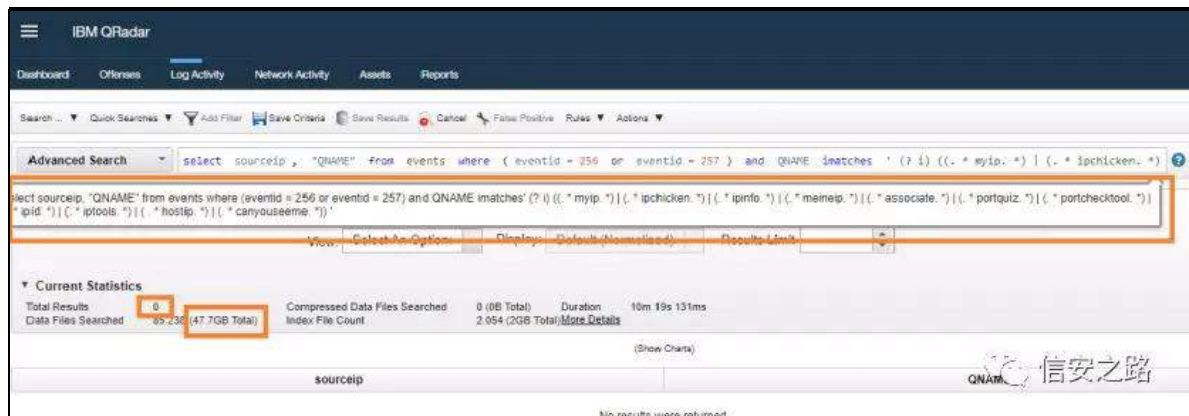 IBM QRadar
Dashboard Offenses Log Activity Network Activity Assets Reports
Search ... Quick Searches Add Filter Save Criteria Save Results Cancel False Positive Rules Actions
Advanced Search select sourceip , "QNAME" from events where ( eventid = 256 or eventid = 257 ) and QNAME imatches ' (? i) ((. * myip. *) | (. * ipchicken. *)
lect sourceip, "QNAME" from events where (eventid = 256 or eventid = 257) and QNAME imatches' (? i) ((. * myip. *) | (. * ipchicken. *) | (. * ipinfo. *) | (. * meineip. *) | (. * associate. *) | (. * portquiz. *) | (. * portchecktool. *) |
* ipid. *) | (. * iptools. *) | (. * hostip. *) | (. * canyouseeme. *)) '
View: Select An Option: Display: Default (Normalized) Results Limit
Current Statistics
Total Results 0 Compressed Data Files Searched 0 (0B Total) Duration 10m 19s 131ms
Data Files Searched 85.238 (47.7GB Total) Index File Count 2.054 (2GB Total) More Details
(Show Charts)
sourceip QNAM
信安之路
No results were returned